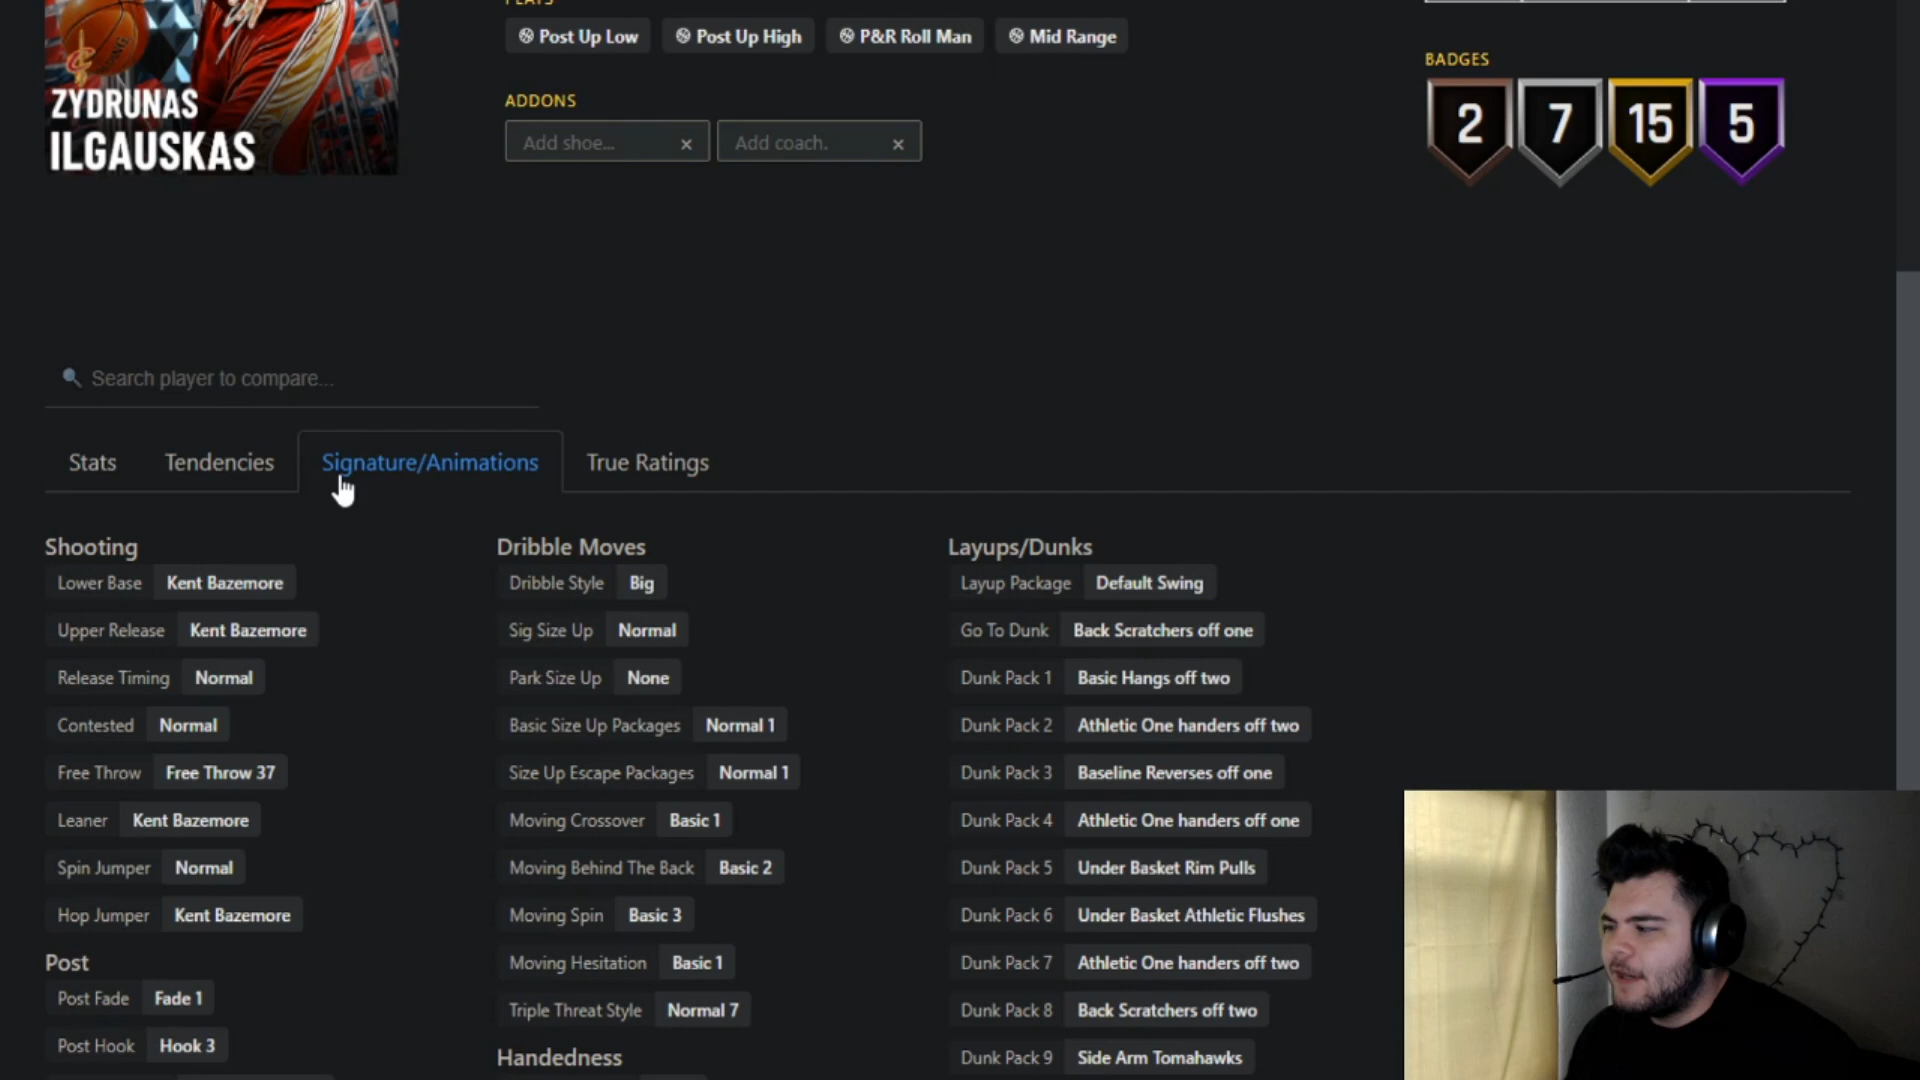 PLAYS
Post Up Low
Post Up High
P&R Roll Man
Mid Range
BADGES
2
7
15
5
ADDONS
Add shoe...
×
Add coach.
×
ZYDRUNAS
ILGAUSKAS
Search player to compare...
Stats
Tendencies
Signature/Animations
True Ratings
Shooting
Lower Base Kent Bazemore
Upper Release Kent Bazemore
Release Timing Normal
Contested Normal
Free Throw Free Throw 37
Leaner Kent Bazemore
Spin Jumper Normal
Hop Jumper Kent Bazemore
Post
Post Fade Fade 1
Post Hook Hook 3
Dribble Moves
Dribble Style Big
Sig Size Up Normal
Park Size Up None
Basic Size Up Packages Normal 1
Size Up Escape Packages Normal 1
Moving Crossover Basic 1
Moving Behind The Back Basic 2
Moving Spin Basic 3
Moving Hesitation Basic 1
Triple Threat Style Normal 7
Handedness
Layups/Dunks
Layup Package Default Swing
Go To Dunk Back Scratchers off one
Dunk Pack 1 Basic Hangs off two
Dunk Pack 2 Athletic One handers off two
Dunk Pack 3 Baseline Reverses off one
Dunk Pack 4 Athletic One handers off one
Dunk Pack 5 Under Basket Rim Pulls
Dunk Pack 6 Under Basket Athletic Flushes
Dunk Pack 7 Athletic One handers off two
Dunk Pack 8 Back Scratchers off two
Dunk Pack 9 Side Arm Tomahawks